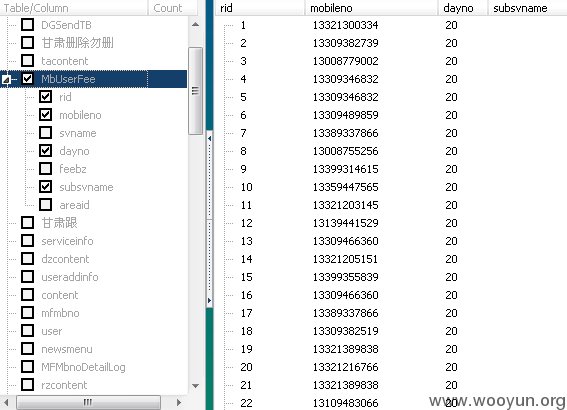 Table/Column Count
DGSendTB
甘肃删除勿删
tacontent
MbUserFee
rid
mobileno
svname
dayno
feebz
subsvname
areaid
甘肃跟
serviceinfo
dzcontent
useraddinfo
content
mfmbno
user
newsmenu
MFMbnoDetailLog
rzcontent
rid mobileno dayno subsvname
1 13321300334 20
2 13309382739 20
3 13008779002 20
4 13309346832 20
5 13309346832 20
6 13309489859 20
7 13389337866 20
8 13008755256 20
9 13399314615 20
10 13359447565 20
11 13321203145 20
12 13139441529 20
13 13309466360 20
14 13321205151 20
15 13399355839 20
16 13309466360 20
17 13389337866 20
18 13309382519 20
19 13321389838 20
20 13321216766 20
21 13321389838 20
22 13109483066 20
www.wooyun.org